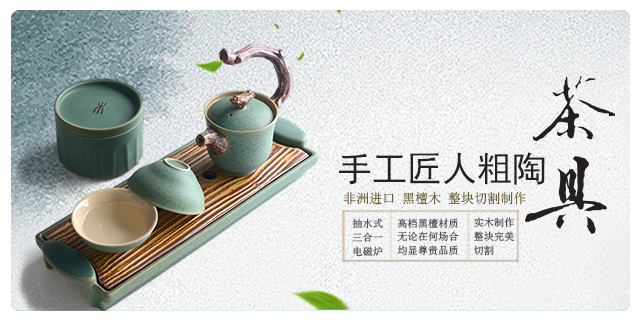 茶具
手工匠人粗陶
非洲进口 黑檀木 整块切割制作
抽水式
三合一
电磁炉
高档黑檀材质
无论在何场合
均显尊贵品质
实木制作
整块完美
切割